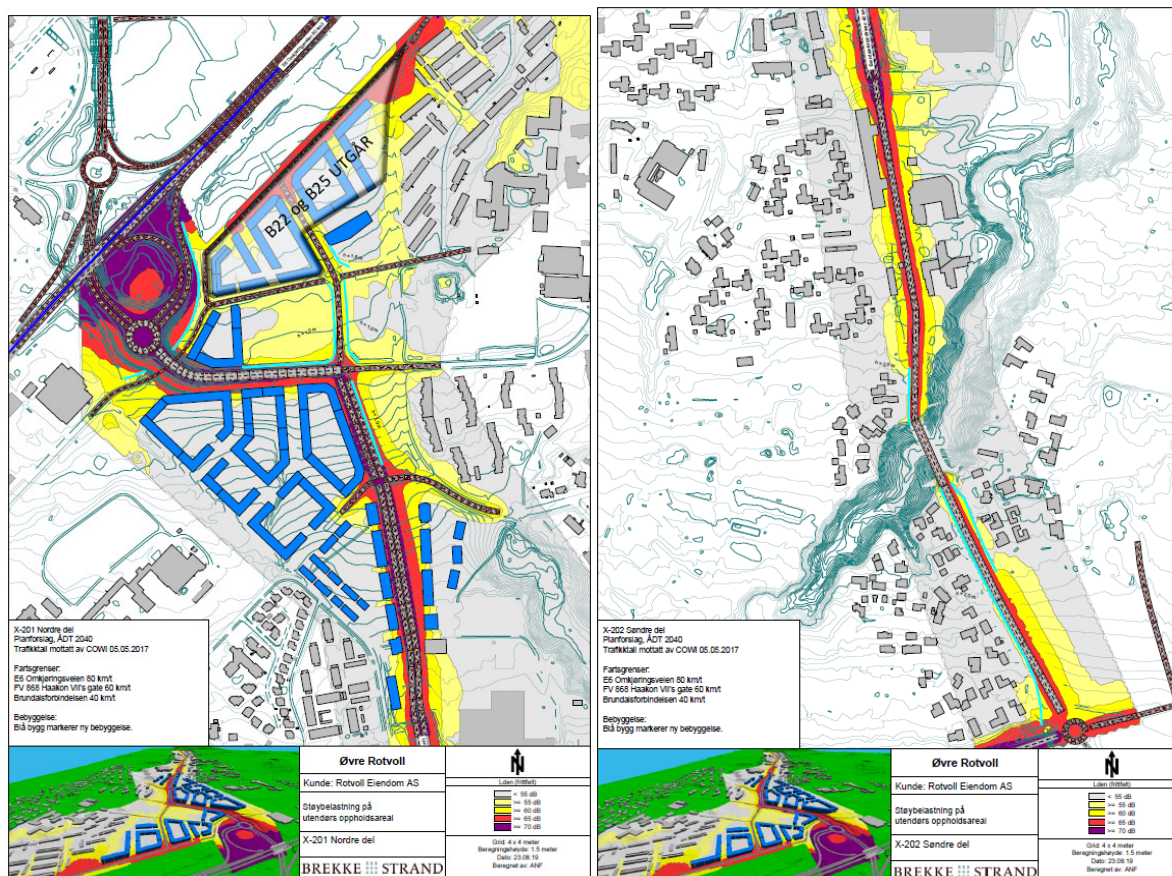 B22 og B25 UTGÅR
X-201 Nordre del
Planforslag, ÅDT 2040
Trafikktall mottatt av COWI 05.05.2017
Fartsgrenser:
E6 Omkjøringsveien 80 km/t
FV 868 Haakon VII's gate 60 km/t
Brundalsforbindelsen 40 km/t
Bebyggelse:
Blå bygg markerer ny bebyggelse.
Øvre Rotvoll
Kunde: Rotvoll Eiendom AS
Støybelastning på
utendørs oppholdsareal
X-201 Nordre del
BREKKE STRAND
N
Lden (frittfelt)
< 55 dB
>= 55 dB
>= 60 dB
>= 65 dB
>= 70 dB
Grid: 4 x 4 meter
Beregningshøyde: 1.5 meter
Dato: 23.08.19
Beregnet av: ANF
X-202 Søndre del
Planforslag, ÅDT 2040
Trafikktall mottatt av COWI 05.05.2017
Fartsgrenser:
E6 Omkjøringsveien 80 km/t
FV 868 Haakon VII's gate 60 km/t
Brundalsforbindelsen 40 km/t
Bebyggelse:
Blå bygg markerer ny bebyggelse.
Øvre Rotvoll
Kunde: Rotvoll Eiendom AS
Støybelastning på
utendørs oppholdsareal
X-202 Søndre del
BREKKE STRAND
N
Lden (frittfelt)
< 55 dB
>= 55 dB
>= 60 dB
>= 65 dB
>= 70 dB
Grid: 4 x 4 meter
Beregningshøyde: 1.5 meter
Dato: 23.08.19
Beregnet av: ANF